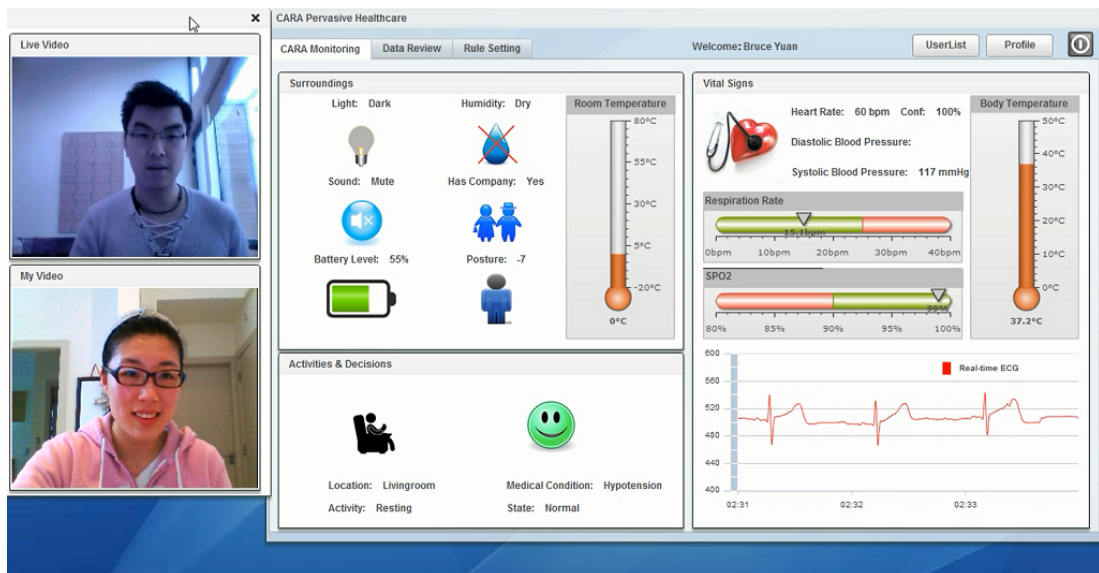 CARA Pervasive Healthcare
Live Video
My Video
CARA Monitoring Data Review Rule Setting
Welcome: Bruce Yuan
UserList Profile
Surroundings
Light: Dark Humidity: Dry
Sound: Mute Has Company: Yes
Battery Level: 55% Posture: -7
Room Temperature
80°C
55°C
30°C
5°C
-20°C
0°C
Activities & Decisions
Location: Livingroom Medical Condition: Hypotension
Activity: Resting State: Normal
Vital Signs
Heart Rate: 60 bpm Conf: 100%
Diastolic Blood Pressure:
Systolic Blood Pressure: 117 mmHg
Respiration Rate
15.1bpm
0bpm 10bpm 20bpm 30bpm 40bpm
SPO2
99%
80% 85% 90% 95% 100%
Body Temperature
50°C
40°C
30°C
20°C
10°C
0°C
37.2°C
Real-time ECG
600
560
520
480
440
400
02:31 02:32 02:33